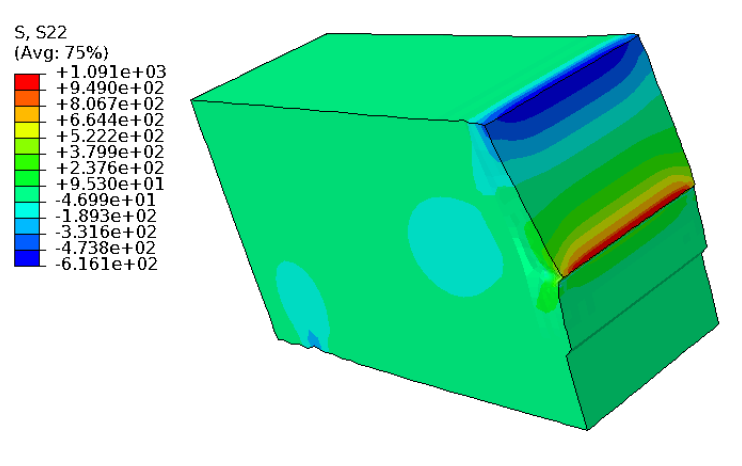 S, S22
(Avg: 75%)
+1.091e+03
+9.490e+02
+8.067e+02
+6.644e+02
+5.222e+02
+3.799e+02
+2.376e+02
+9.530e+01
-4.699e+01
-1.893e+02
-3.316e+02
-4.738e+02
-6.161e+02